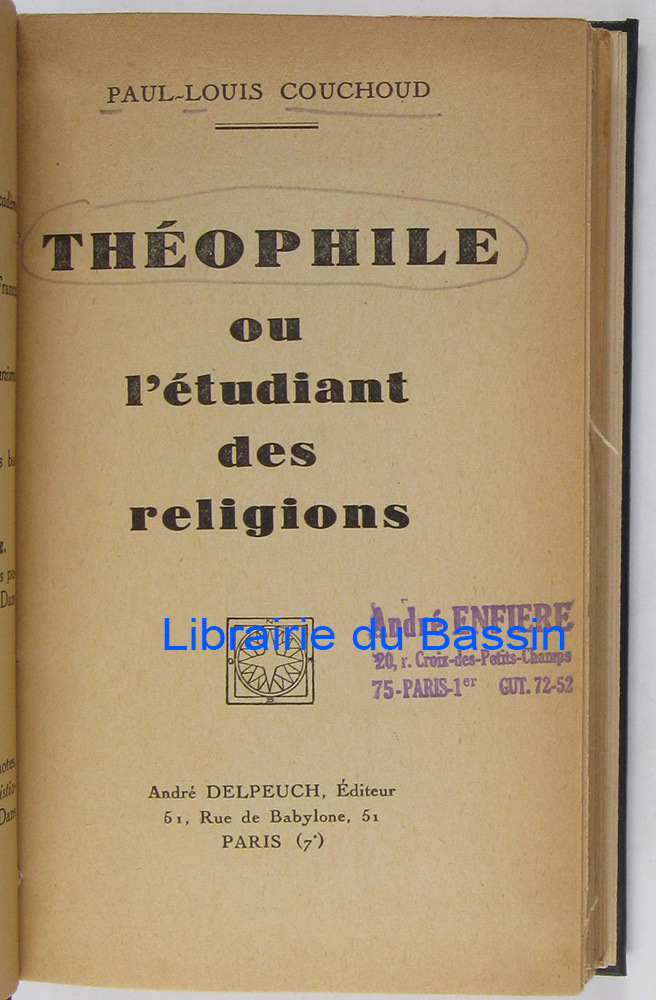 PAUL-LOUIS COUCHOUD
THÉOPHILE
ou
l'étudiant
des
religions
André ENFIERE
20, r. Croix-des-Petits-Champs
75-PARIS-1er GUT. 72-52
Librairie du Bassin
André DELPEUCH, Éditeur
51, Rue de Babylone, 51
PARIS (7e)